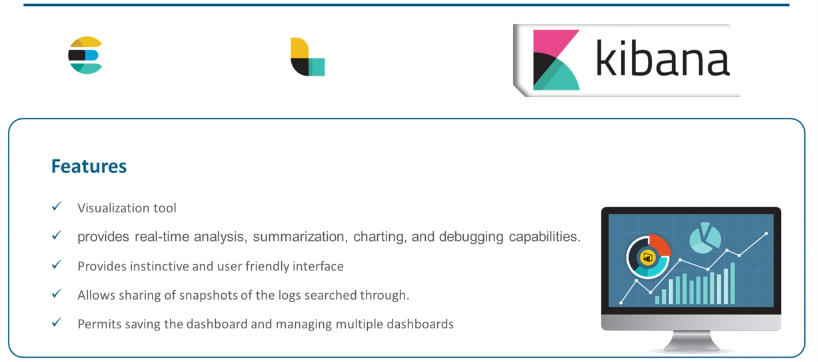 kibana
Features
✓ Visualization tool
✓ provides real-time analysis, summarization, charting, and debugging capabilities.
✓ Provides instinctive and user friendly interface
✓ Allows sharing of snapshots of the logs searched through.
✓ Permits saving the dashboard and managing multiple dashboards